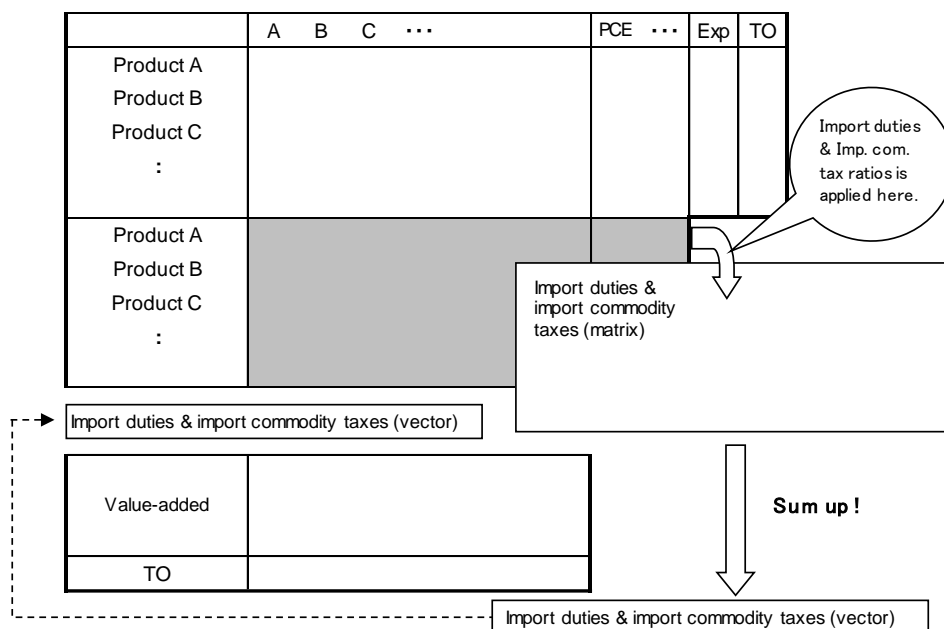 A B C ･･･ PCE ･･･ Exp TO
Product A
Product B
Product C
:
Import duties
& Imp. com.
tax ratios is
applied here.
Product A
Product B
Product C
:
Import duties &
import commodity
taxes (matrix)
Import duties & import commodity taxes (vector)
Value-added
Sum up !
TO
Import duties & import commodity taxes (vector)